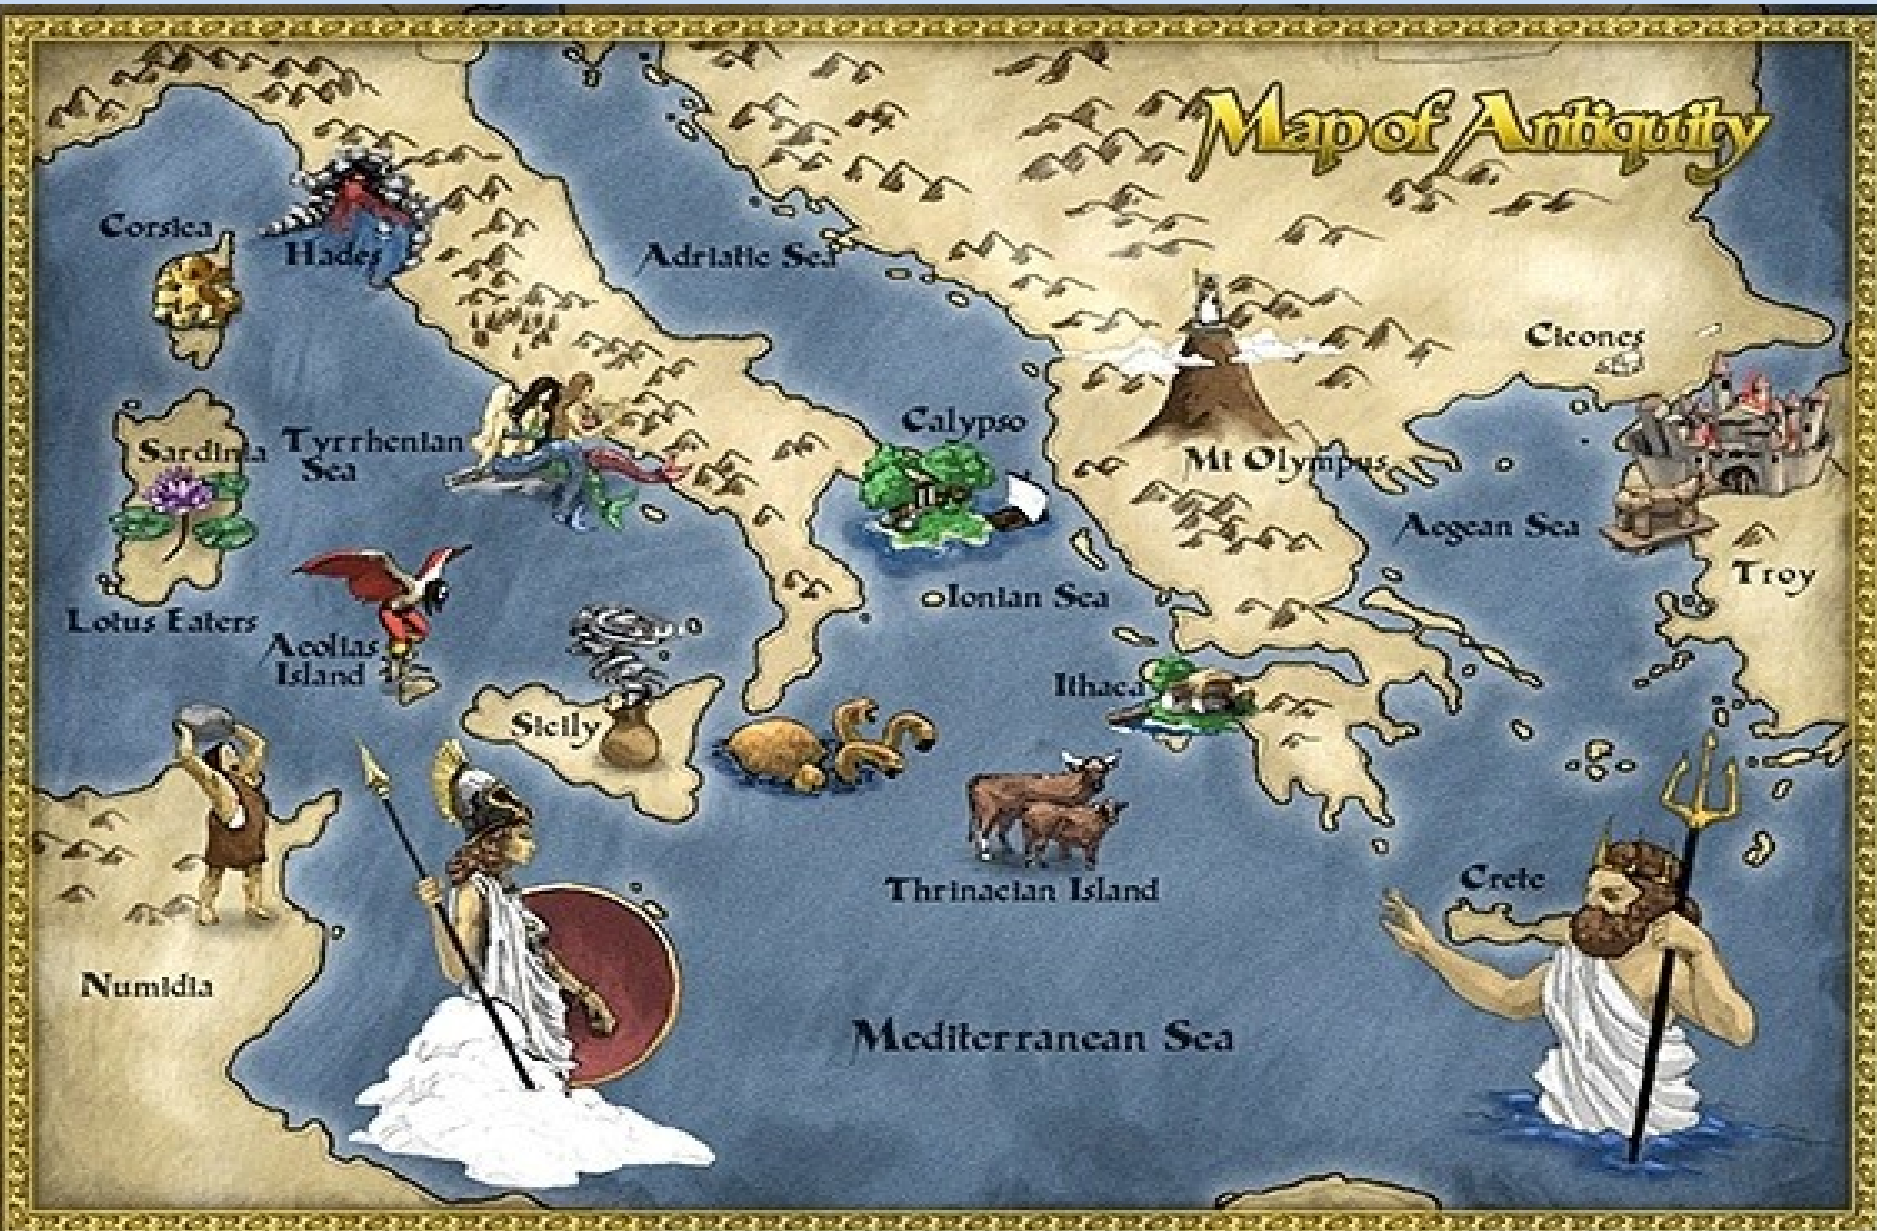 Map of Antiquity
Corsica
Hades
Adriatic Sea
Cicones
Calypso
Sardinia
Tyrrhenian
Sea
Mt Olympus
Aegean Sea
Troy
Ionian Sea
Lotus Eaters
Aeolias
Island
Ithaca
Sicily
Thrinacian Island
Crete
Numidia
Mediterranean Sea